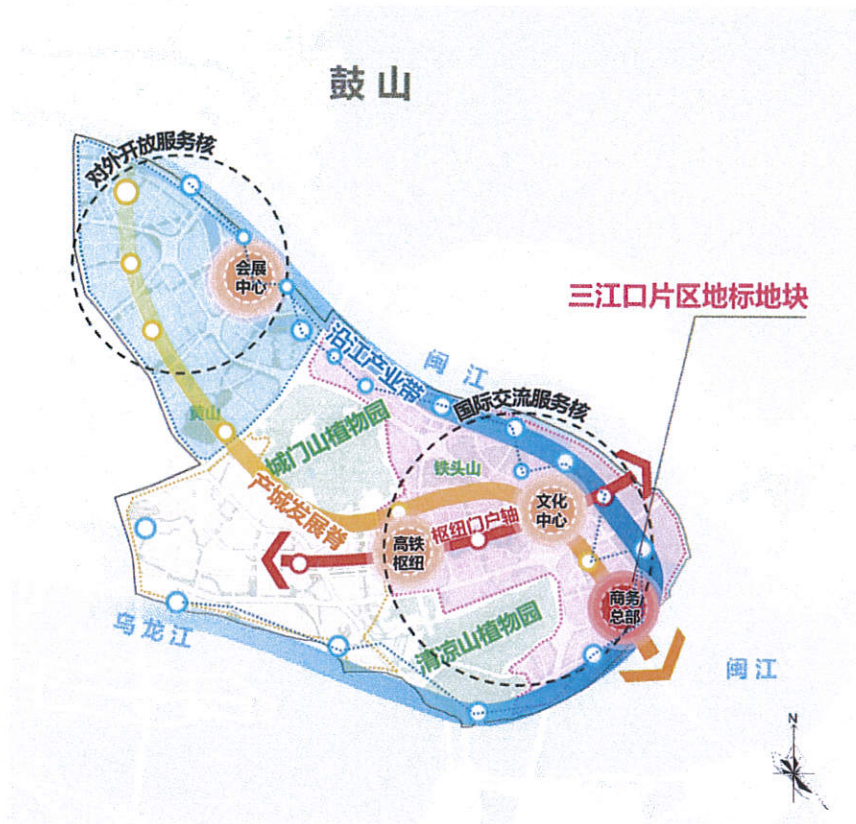 鼓山
对外开放服务核
会展
中心
三江口片区地标地块
沿江产业带
闽江
国际交流服务核
黄山
城门山植物园
铁头山
产城发展脊
文化
中心
枢纽门户轴
高铁
枢纽
商务
总部
清凉山植物园
乌龙江
闽江
N